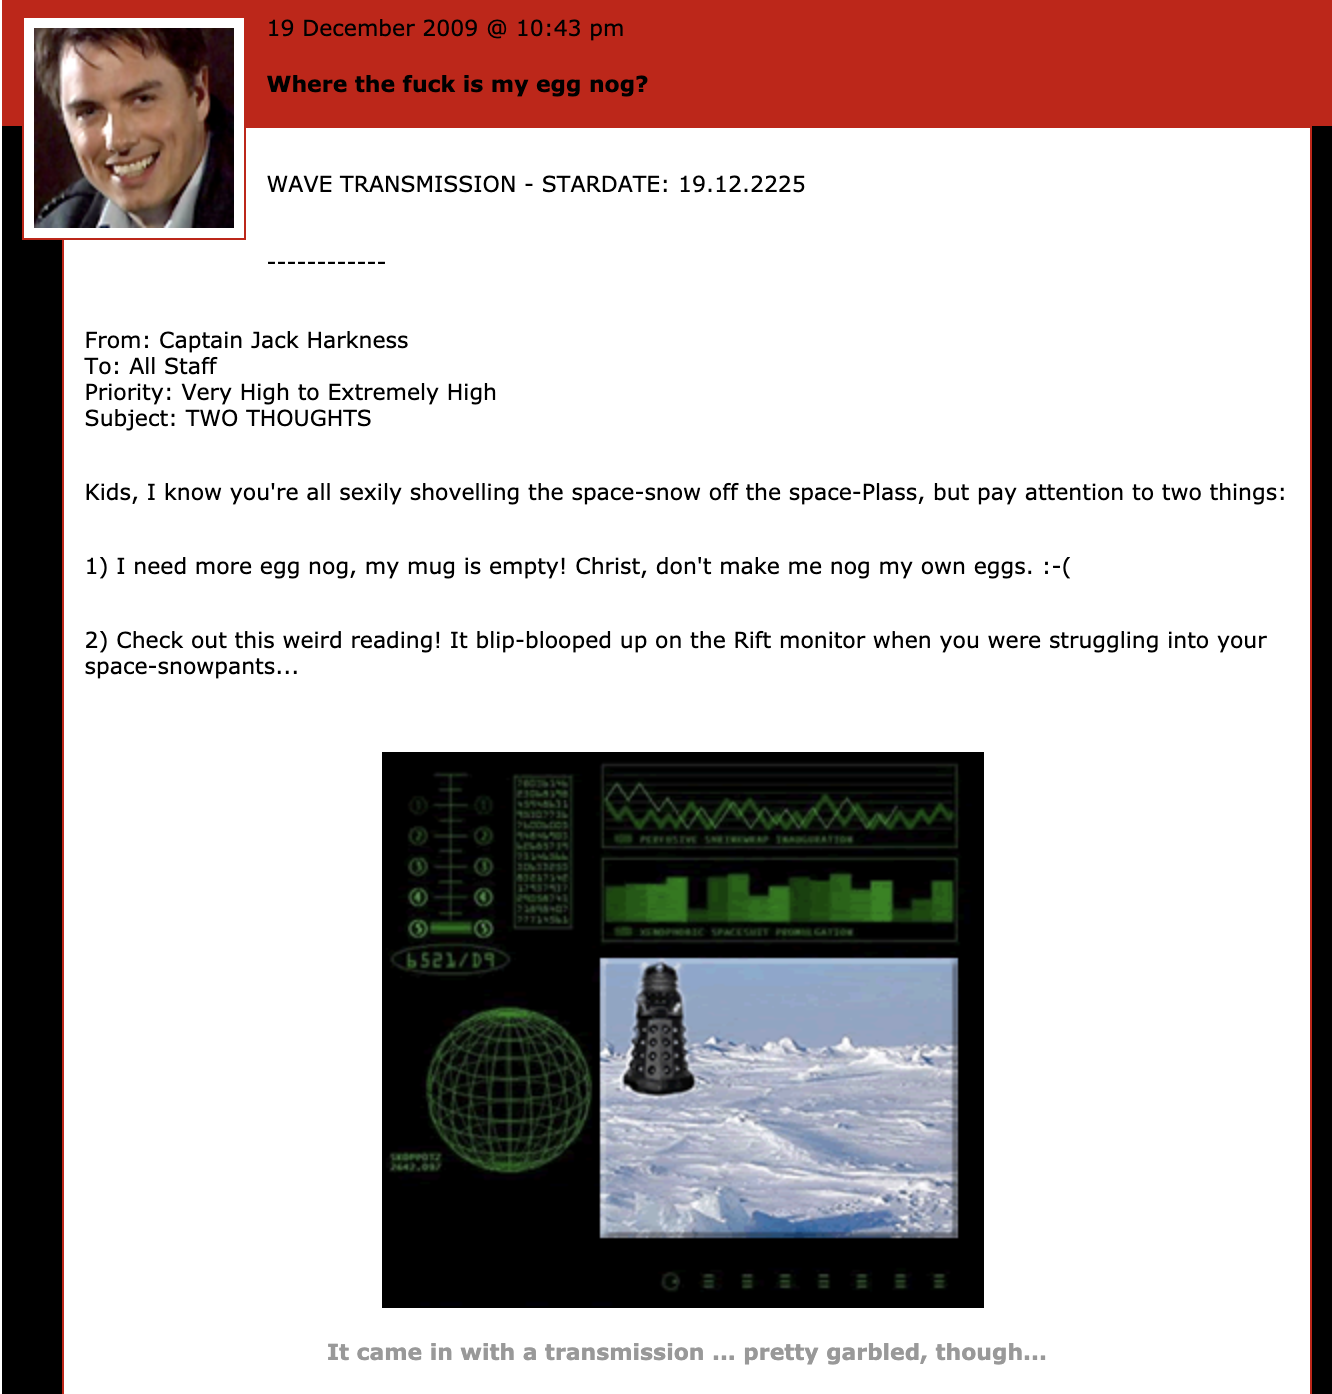 19 December 2009 @ 10:43 pm
Where the fuck is my egg nog?
WAVE TRANSMISSION - STARDATE: 19.12.2225
------------
From: Captain Jack Harkness
To: All Staff
Priority: Very High to Extremely High
Subject: TWO THOUGHTS
Kids, I know you're all sexily shovelling the space-snow off the space-Plass, but pay attention to two things:
1) I need more egg nog, my mug is empty! Christ, don't make me nog my own eggs. :-(
2) Check out this weird reading! It blip-blooped up on the Rift monitor when you were struggling into your
space-snowpants...
1 1
2 2
3 3
4 4
5 5
6521/D9
PERVASIVE SHRINKWRAP INAUGURATION
XENOPHOBIC SPACESUIT PROMULGATION
2642.097
It came in with a transmission ... pretty garbled, though...